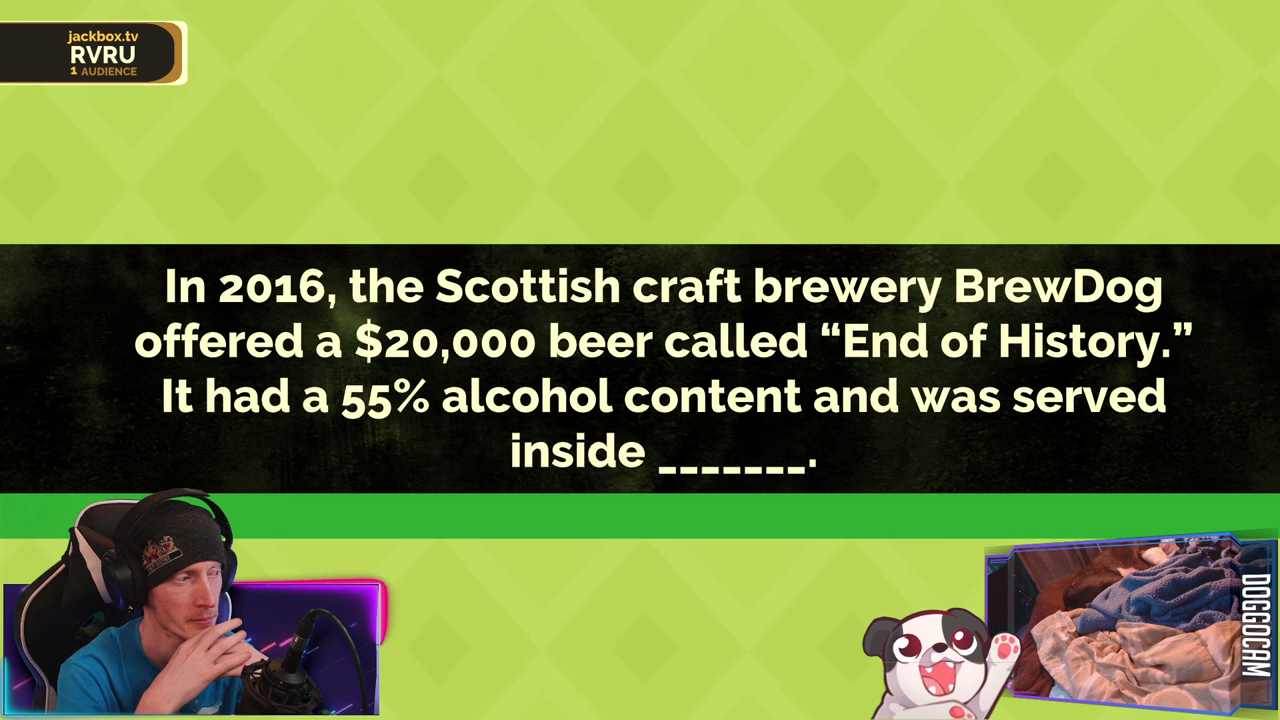 jackbox.tv
RVRU
1 AUDIENCE
In 2016, the Scottish craft brewery BrewDog
offered a $20,000 beer called “End of History.”
It had a 55% alcohol content and was served
inside _______.
DOGGOCAM